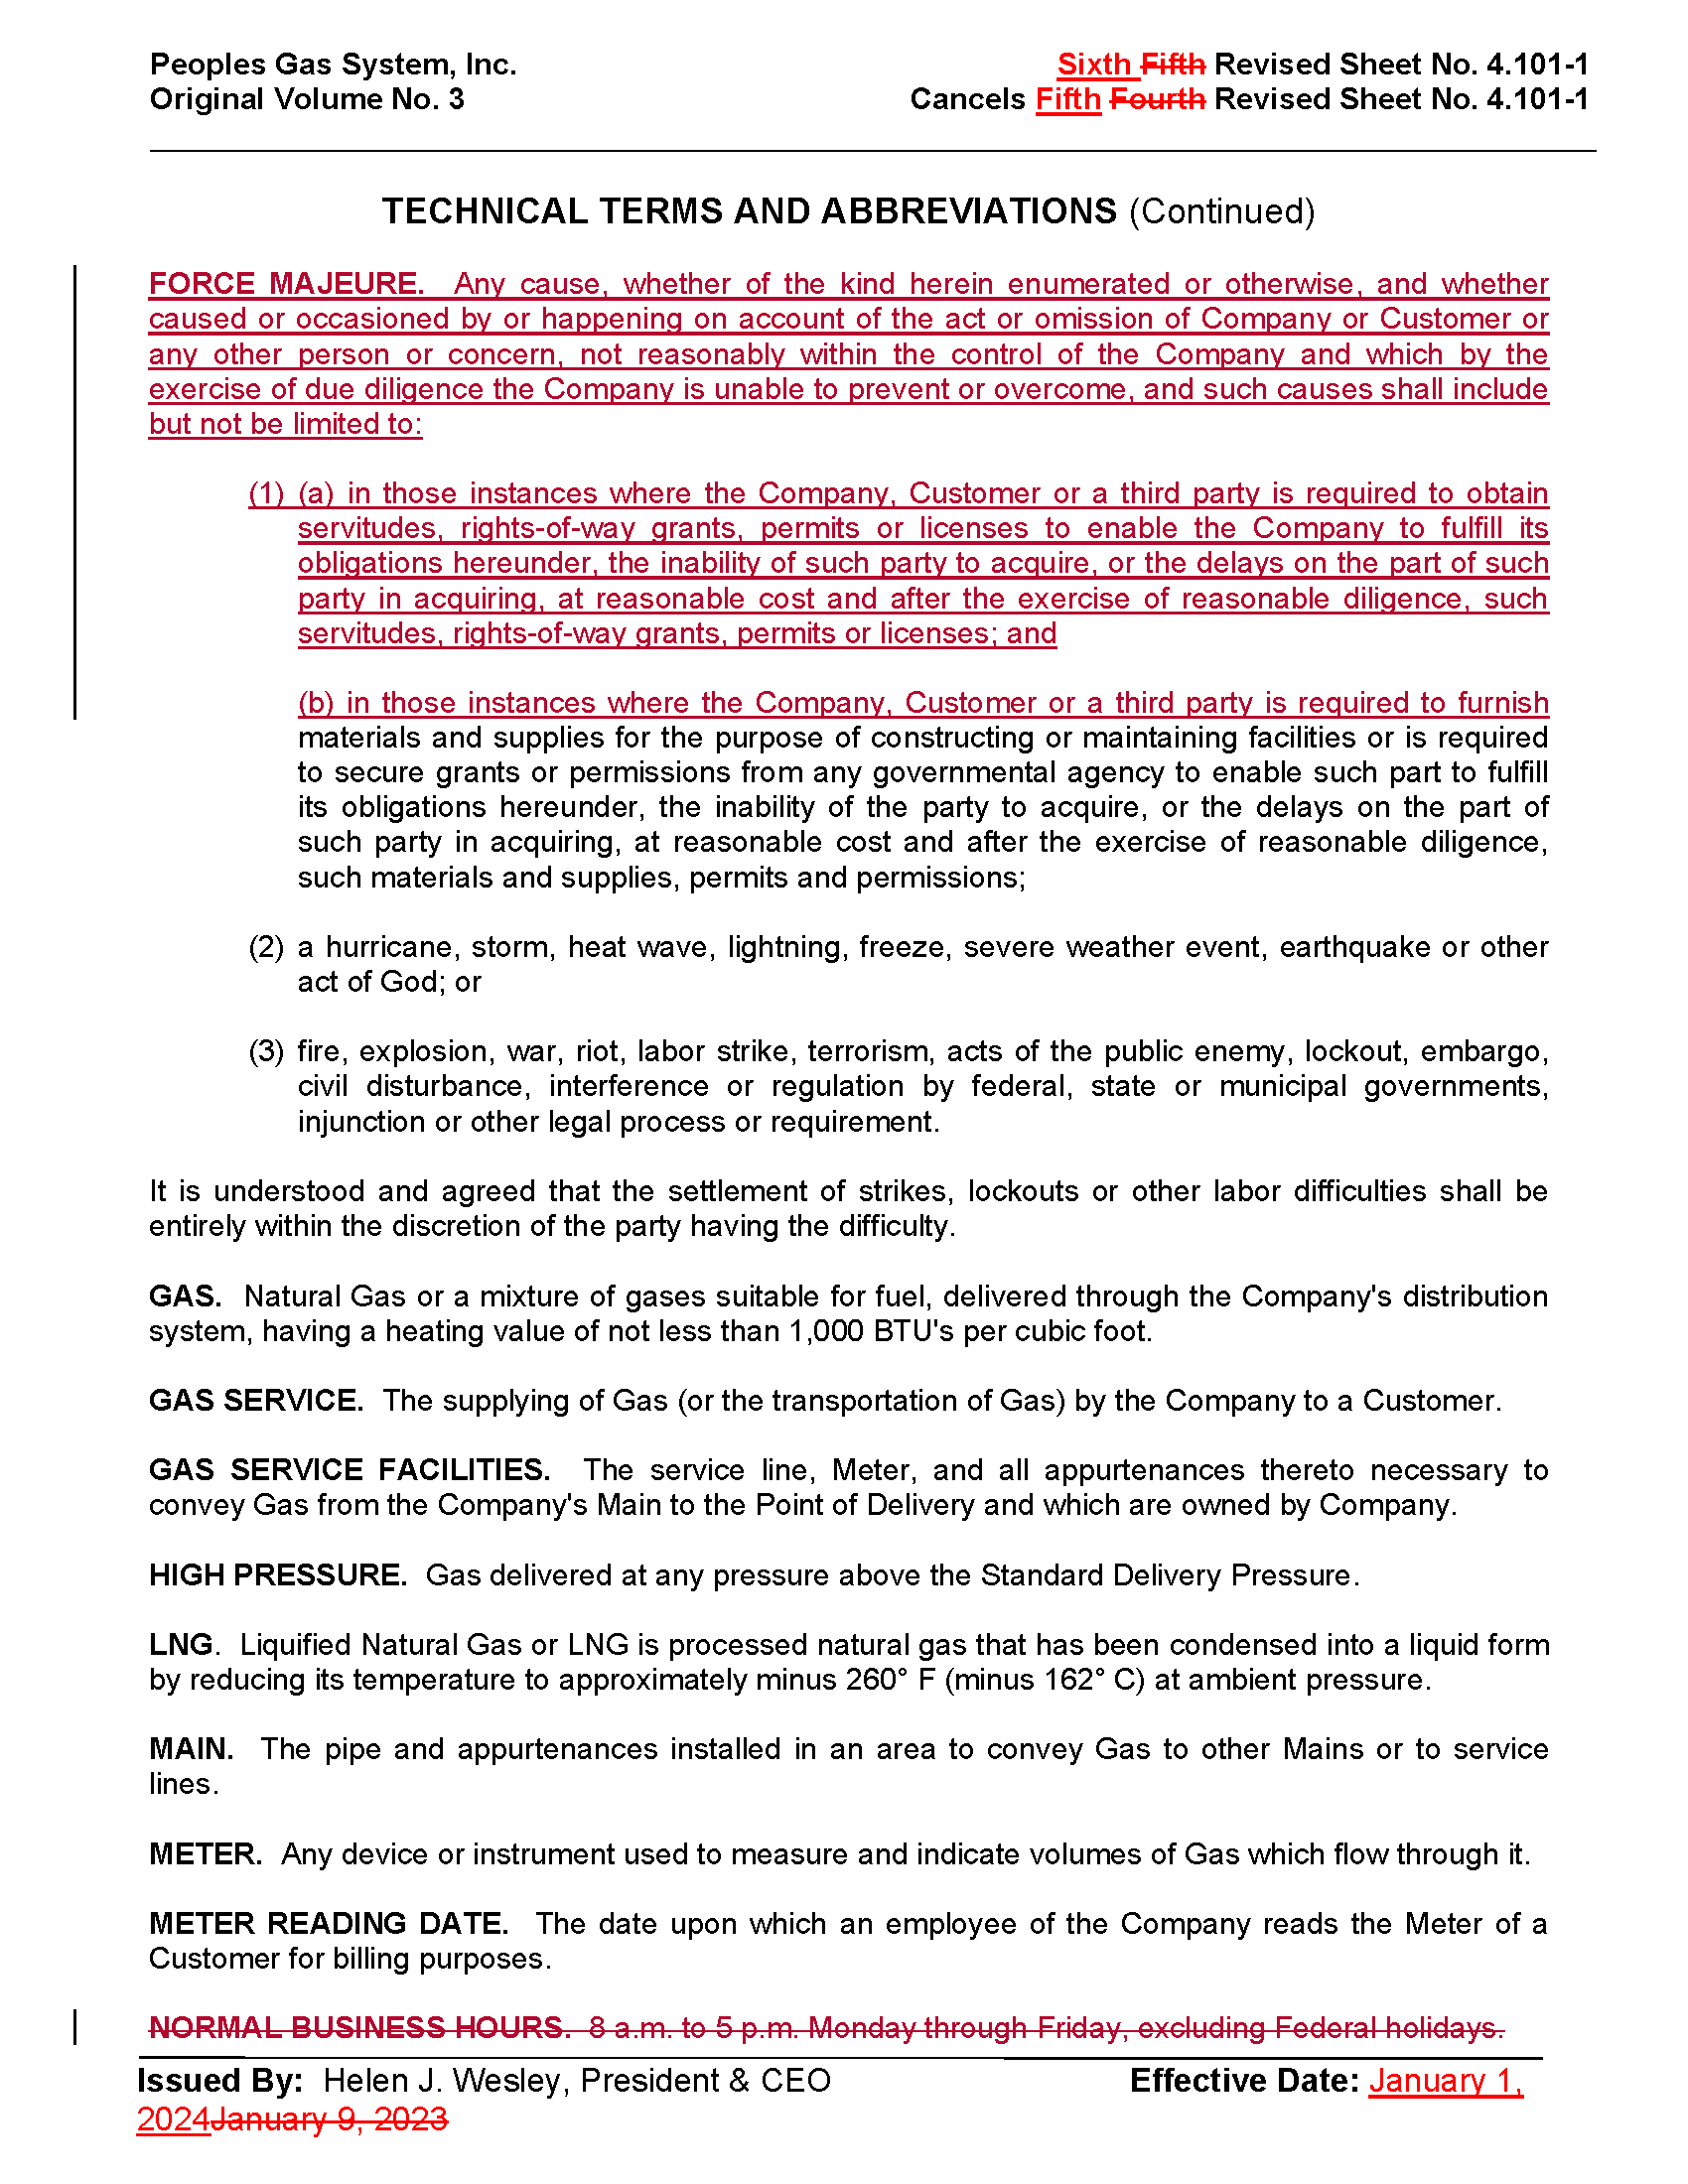 Peoples Gas System, Inc. Sixth Fifth Revised Sheet No. 4.101-1
Original Volume No. 3 Cancels Fifth Fourth Revised Sheet No. 4.101-1
TECHNICAL TERMS AND ABBREVIATIONS (Continued)
FORCE MAJEURE. Any cause, whether of the kind herein enumerated or otherwise, and whether
caused or occasioned by or happening on account of the act or omission of Company or Customer or
any other person or concern, not reasonably within the control of the Company and which by the
exercise of due diligence the Company is unable to prevent or overcome, and such causes shall include
but not be limited to:
(1) (a) in those instances where the Company, Customer or a third party is required to obtain
servitudes, rights-of-way grants, permits or licenses to enable the Company to fulfill its
obligations hereunder, the inability of such party to acquire, or the delays on the part of such
party in acquiring, at reasonable cost and after the exercise of reasonable diligence, such
servitudes, rights-of-way grants, permits or licenses; and
(b) in those instances where the Company, Customer or a third party is required to furnish
materials and supplies for the purpose of constructing or maintaining facilities or is required
to secure grants or permissions from any governmental agency to enable such part to fulfill
its obligations hereunder, the inability of the party to acquire, or the delays on the part of
such party in acquiring, at reasonable cost and after the exercise of reasonable diligence,
such materials and supplies, permits and permissions;
(2) a hurricane, storm, heat wave, lightning, freeze, severe weather event, earthquake or other
act of God; or
(3) fire, explosion, war, riot, labor strike, terrorism, acts of the public enemy, lockout, embargo,
civil disturbance, interference or regulation by federal, state or municipal governments,
injunction or other legal process or requirement.
It is understood and agreed that the settlement of strikes, lockouts or other labor difficulties shall be
entirely within the discretion of the party having the difficulty.
GAS. Natural Gas or a mixture of gases suitable for fuel, delivered through the Company's distribution
system, having a heating value of not less than 1,000 BTU's per cubic foot.
GAS SERVICE. The supplying of Gas (or the transportation of Gas) by the Company to a Customer.
GAS SERVICE FACILITIES. The service line, Meter, and all appurtenances thereto necessary to
convey Gas from the Company's Main to the Point of Delivery and which are owned by Company.
HIGH PRESSURE. Gas delivered at any pressure above the Standard Delivery Pressure.
LNG. Liquified Natural Gas or LNG is processed natural gas that has been condensed into a liquid form
by reducing its temperature to approximately minus 260° F (minus 162° C) at ambient pressure.
MAIN. The pipe and appurtenances installed in an area to convey Gas to other Mains or to service
lines.
METER. Any device or instrument used to measure and indicate volumes of Gas which flow through it.
METER READING DATE. The date upon which an employee of the Company reads the Meter of a
Customer for billing purposes.
NORMAL BUSINESS HOURS. 8 a.m. to 5 p.m. Monday through Friday, excluding Federal holidays.
Issued By: Helen J. Wesley, President & CEO Effective Date: January 1,
2024January 9, 2023